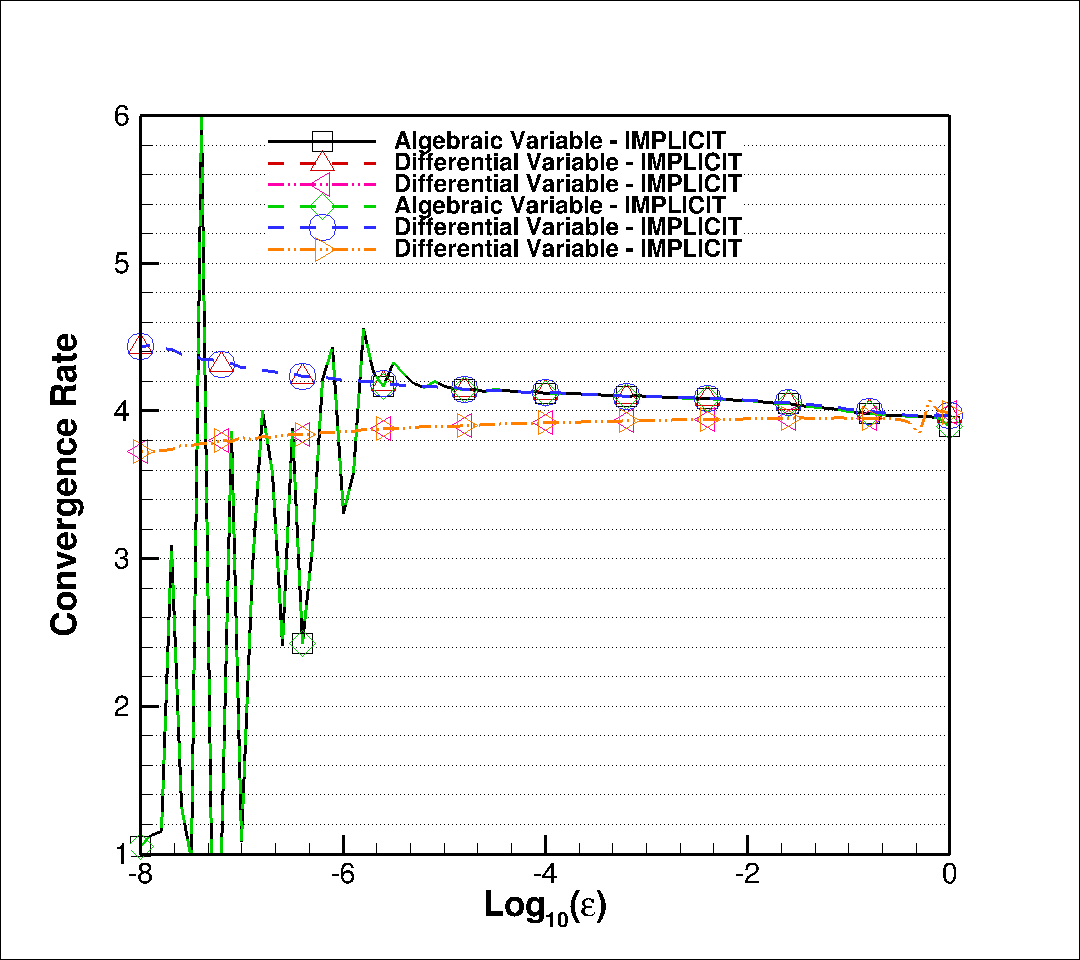 6
5
4
3
2
1
Convergence Rate
Algebraic Variable - IMPLICIT
Differential Variable - IMPLICIT
Differential Variable - IMPLICIT
Algebraic Variable - IMPLICIT
Differential Variable - IMPLICIT
Differential Variable - IMPLICIT
-8 -6 -4 -2 0
Log₁₀(ε)